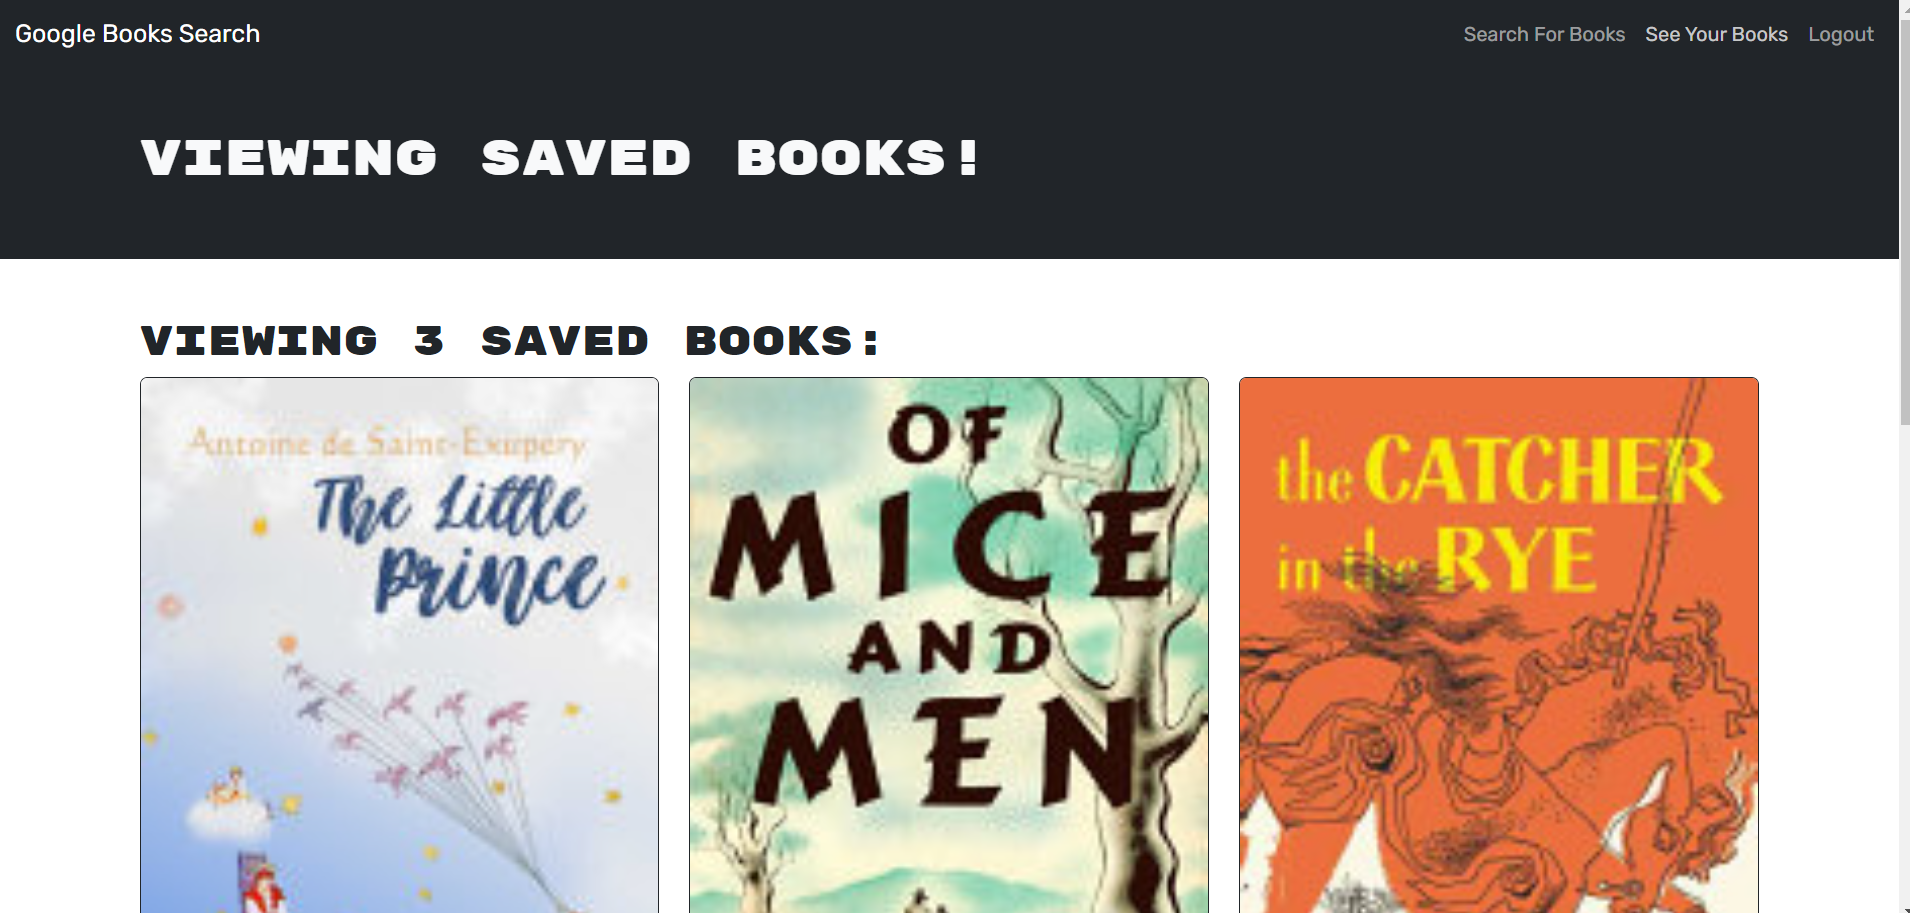 Google Books Search
Search For Books See Your Books Logout
VIEWING SAVED BOOKS!
VIEWING 3 SAVED BOOKS:
Antoine de Saint-Exupery
The Little
Prince
OF
MICE
AND
MEN
the CATCHER
in the RYE